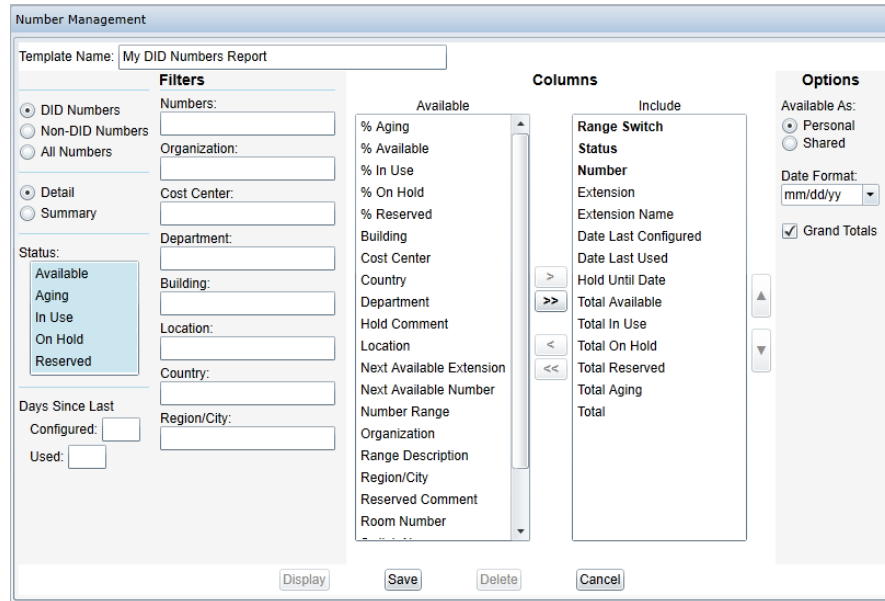 Number Management
Template Name: My DID Numbers Report
DID Numbers
Non-DID Numbers
All Numbers
Detail
Summary
Status:
Available
Aging
In Use
On Hold
Reserved
Days Since Last
Configured:
Used:
Filters
Numbers:
Organization:
Cost Center:
Department:
Building:
Location:
Country:
Region/City:
Columns
Available
% Aging
% Available
% In Use
% On Hold
% Reserved
Building
Cost Center
Country
Department
Hold Comment
Location
Next Available Extension
Next Available Number
Number Range
Organization
Range Description
Region/City
Reserved Comment
Room Number
>
>>
<
<<
Include
Range Switch
Status
Number
Extension
Extension Name
Date Last Configured
Date Last Used
Hold Until Date
Total Available
Total In Use
Total On Hold
Total Reserved
Total Aging
Total
Options
Available As:
Personal
Shared
Date Format:
mm/dd/yy
Grand Totals
Display
Save
Delete
Cancel